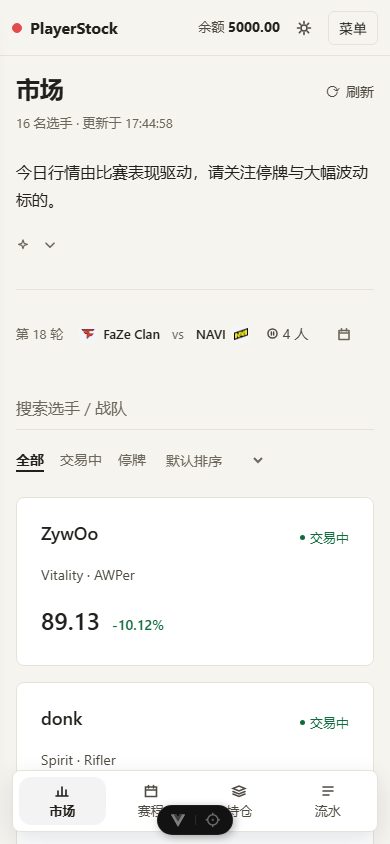 PlayerStock 余额 5000.00 菜单
市场 刷新
16 名选手 · 更新于 17:44:58
今日行情由比赛表现驱动，请关注停牌与大幅波动
标的。
第 18 轮 FaZe Clan vs NAVI 4 人
搜索选手 / 战队
全部 交易中 停牌 默认排序
ZywOo 交易中
Vitality · AWPer
89.13 -10.12%
donk 交易中
Spirit · Rifler
市场 赛程 持仓 流水